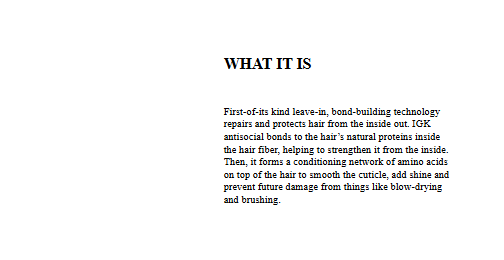 WHAT IT IS
First-of-its kind leave-in, bond-building technology
repairs and protects hair from the inside out. IGK
antisocial bonds to the hair's natural proteins inside
the hair fiber, helping to strengthen it from the inside.
Then, it forms a conditioning network of amino acids
on top of the hair to smooth the cuticle, add shine and
prevent future damage from things like blow-drying
and brushing.